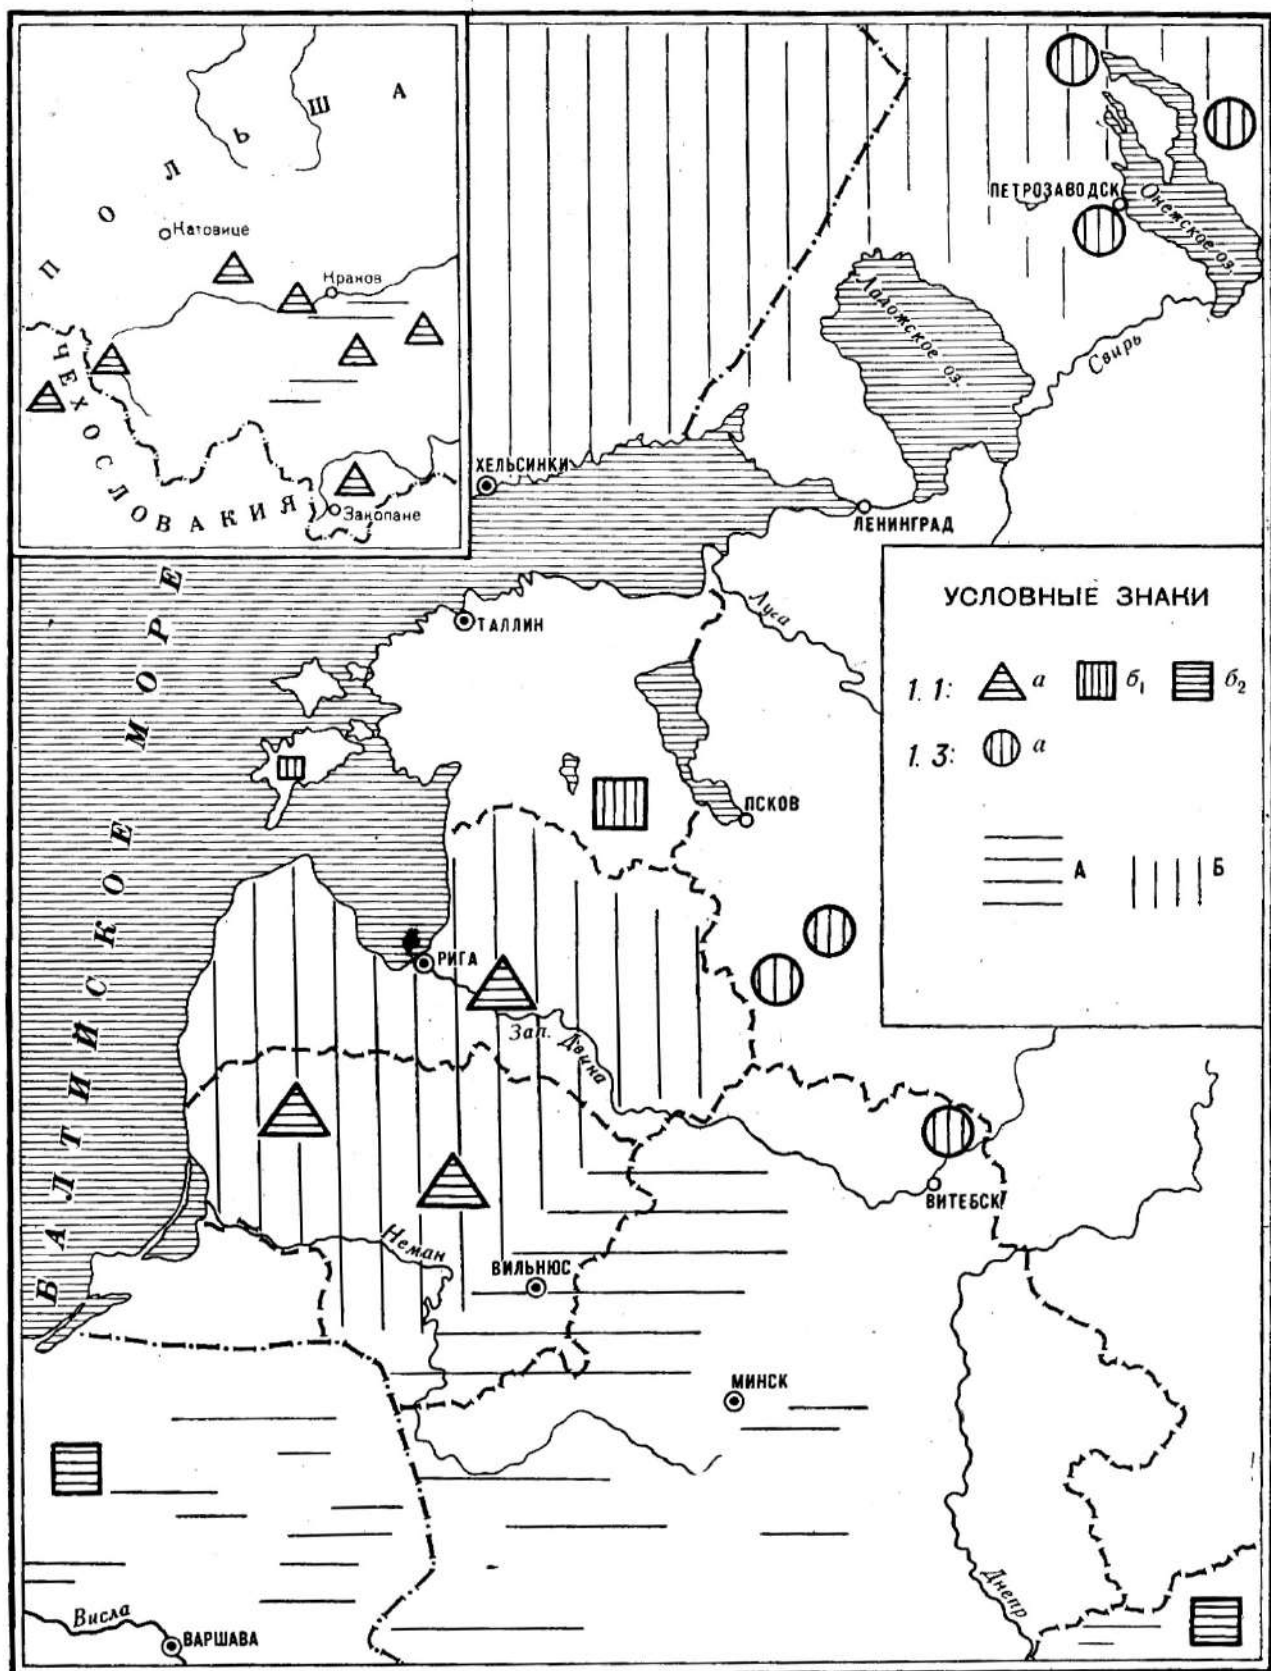 ПОЛЬША
Катовице
Краков
ЧЕХОСЛОВАКИЯ
Закопане
ПЕТРОЗАВОДСК
Онежское оз.
Ладожское оз.
Свирь
ХЕЛЬСИНКИ
ЛЕНИНГРАД
БАЛТИЙСКОЕ МОРЕ
ТАЛЛИН
Луга
УСЛОВНЫЕ ЗНАКИ
1.1: а б₁ б₂
1.3: а
А Б
ПСКОВ
РИГА
Зап. Двина
ВИТЕБСК
Неман
ВИЛЬНЮС
МИНСК
Днепр
Висла
ВАРШАВА